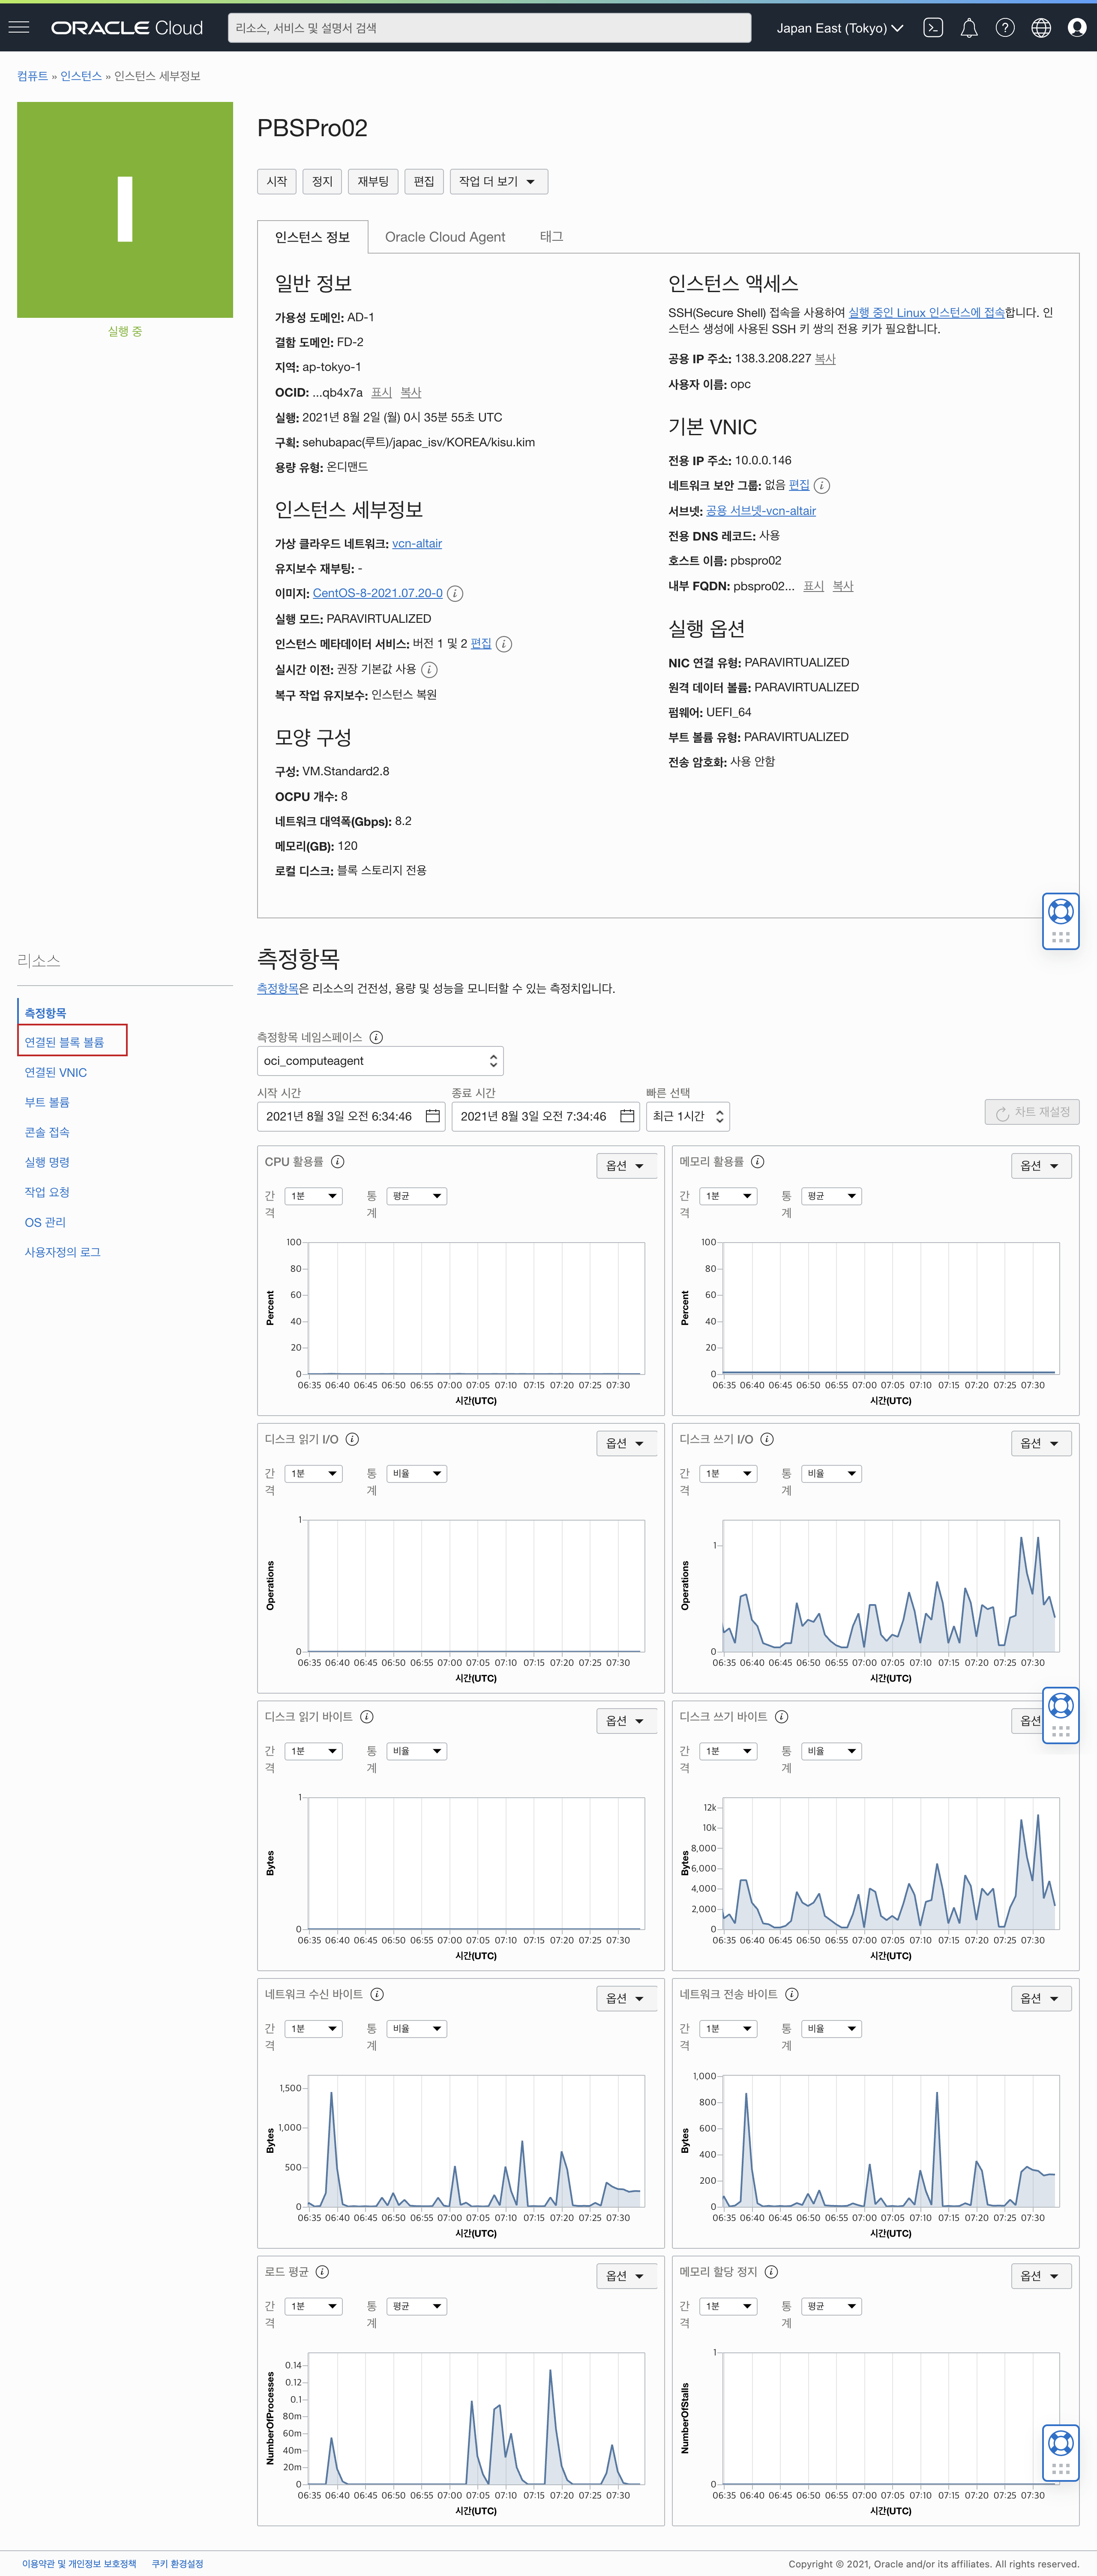 ORACLE Cloud
리소스, 서비스 및 설명서 검색
Japan East (Tokyo)
컴퓨트 » 인스턴스 » 인스턴스 세부정보
I
실행 중
PBSPro02
시작 정지 재부팅 편집 작업 더 보기
인스턴스 정보 Oracle Cloud Agent 태그
일반 정보
가용성 도메인: AD-1
결함 도메인: FD-2
지역: ap-tokyo-1
OCID: ...qb4x7a 표시 복사
실행: 2021년 8월 2일 (월) 0시 35분 55초 UTC
구획: sehubapac(루트)/japac_isv/KOREA/kisu.kim
용량 유형: 온디맨드
인스턴스 세부정보
가상 클라우드 네트워크: vcn-altair
유지보수 재부팅: -
이미지: CentOS-8-2021.07.20-0
실행 모드: PARAVIRTUALIZED
인스턴스 메타데이터 서비스: 버전 1 및 2 편집
실시간 이전: 권장 기본값 사용
복구 작업 유지보수: 인스턴스 복원
모양 구성
구성: VM.Standard2.8
OCPU 개수: 8
네트워크 대역폭(Gbps): 8.2
메모리(GB): 120
로컬 디스크: 블록 스토리지 전용
인스턴스 액세스
SSH(Secure Shell) 접속을 사용하여 실행 중인 Linux 인스턴스에 접속합니다. 인
스턴스 생성에 사용된 SSH 키 쌍의 전용 키가 필요합니다.
공용 IP 주소: 138.3.208.227 복사
사용자 이름: opc
기본 VNIC
전용 IP 주소: 10.0.0.146
네트워크 보안 그룹: 없음 편집
서브넷: 공용 서브넷-vcn-altair
전용 DNS 레코드: 사용
호스트 이름: pbspro02
내부 FQDN: pbspro02... 표시 복사
실행 옵션
NIC 연결 유형: PARAVIRTUALIZED
원격 데이터 볼륨: PARAVIRTUALIZED
펌웨어: UEFI_64
부트 볼륨 유형: PARAVIRTUALIZED
전송 암호화: 사용 안함
리소스
측정항목
연결된 블록 볼륨
연결된 VNIC
부트 볼륨
콘솔 접속
실행 명령
작업 요청
OS 관리
사용자정의 로그
측정항목
측정항목은 리소스의 건전성, 용량 및 성능을 모니터할 수 있는 측정치입니다.
측정항목 네임스페이스
oci_computeagent
시작 시간 종료 시간 빠른 선택
2021년 8월 3일 오전 6:34:46 2021년 8월 3일 오전 7:34:46 최근 1시간 차트 재설정
CPU 활용률 옵션
간격 1분 통계 평균
100
80
60
40
20
0
Percent
06:35 06:40 06:45 06:50 06:55 07:00 07:05 07:10 07:15 07:20 07:25 07:30
시간(UTC)
메모리 활용률 옵션
간격 1분 통계 평균
100
80
60
40
20
0
Percent
06:35 06:40 06:45 06:50 06:55 07:00 07:05 07:10 07:15 07:20 07:25 07:30
시간(UTC)
디스크 읽기 I/O 옵션
간격 1분 통계 비율
1
0
Operations
06:35 06:40 06:45 06:50 06:55 07:00 07:05 07:10 07:15 07:20 07:25 07:30
시간(UTC)
디스크 쓰기 I/O 옵션
간격 1분 통계 비율
1
0
Operations
06:35 06:40 06:45 06:50 06:55 07:00 07:05 07:10 07:15 07:20 07:25 07:30
시간(UTC)
디스크 읽기 바이트 옵션
간격 1분 통계 비율
1
0
Bytes
06:35 06:40 06:45 06:50 06:55 07:00 07:05 07:10 07:15 07:20 07:25 07:30
시간(UTC)
디스크 쓰기 바이트 옵션
간격 1분 통계 비율
12k
10k
8,000
6,000
4,000
2,000
0
Bytes
06:35 06:40 06:45 06:50 06:55 07:00 07:05 07:10 07:15 07:20 07:25 07:30
시간(UTC)
네트워크 수신 바이트 옵션
간격 1분 통계 비율
1,500
1,000
500
0
Bytes
06:35 06:40 06:45 06:50 06:55 07:00 07:05 07:10 07:15 07:20 07:25 07:30
시간(UTC)
네트워크 전송 바이트 옵션
간격 1분 통계 비율
1,000
800
600
400
200
0
Bytes
06:35 06:40 06:45 06:50 06:55 07:00 07:05 07:10 07:15 07:20 07:25 07:30
시간(UTC)
로드 평균 옵션
간격 1분 통계 평균
0.14
0.12
0.1
80m
60m
40m
20m
0
NumberOfProcesses
06:35 06:40 06:45 06:50 06:55 07:00 07:05 07:10 07:15 07:20 07:25 07:30
시간(UTC)
메모리 할당 정지 옵션
간격 1분 통계 평균
1
0
NumberOfStalls
06:35 06:40 06:45 06:50 06:55 07:00 07:05 07:10 07:15 07:20 07:25 07:30
시간(UTC)
이용약관 및 개인정보 보호정책 쿠키 환경설정
Copyright © 2021, Oracle and/or its affiliates. All rights reserved.